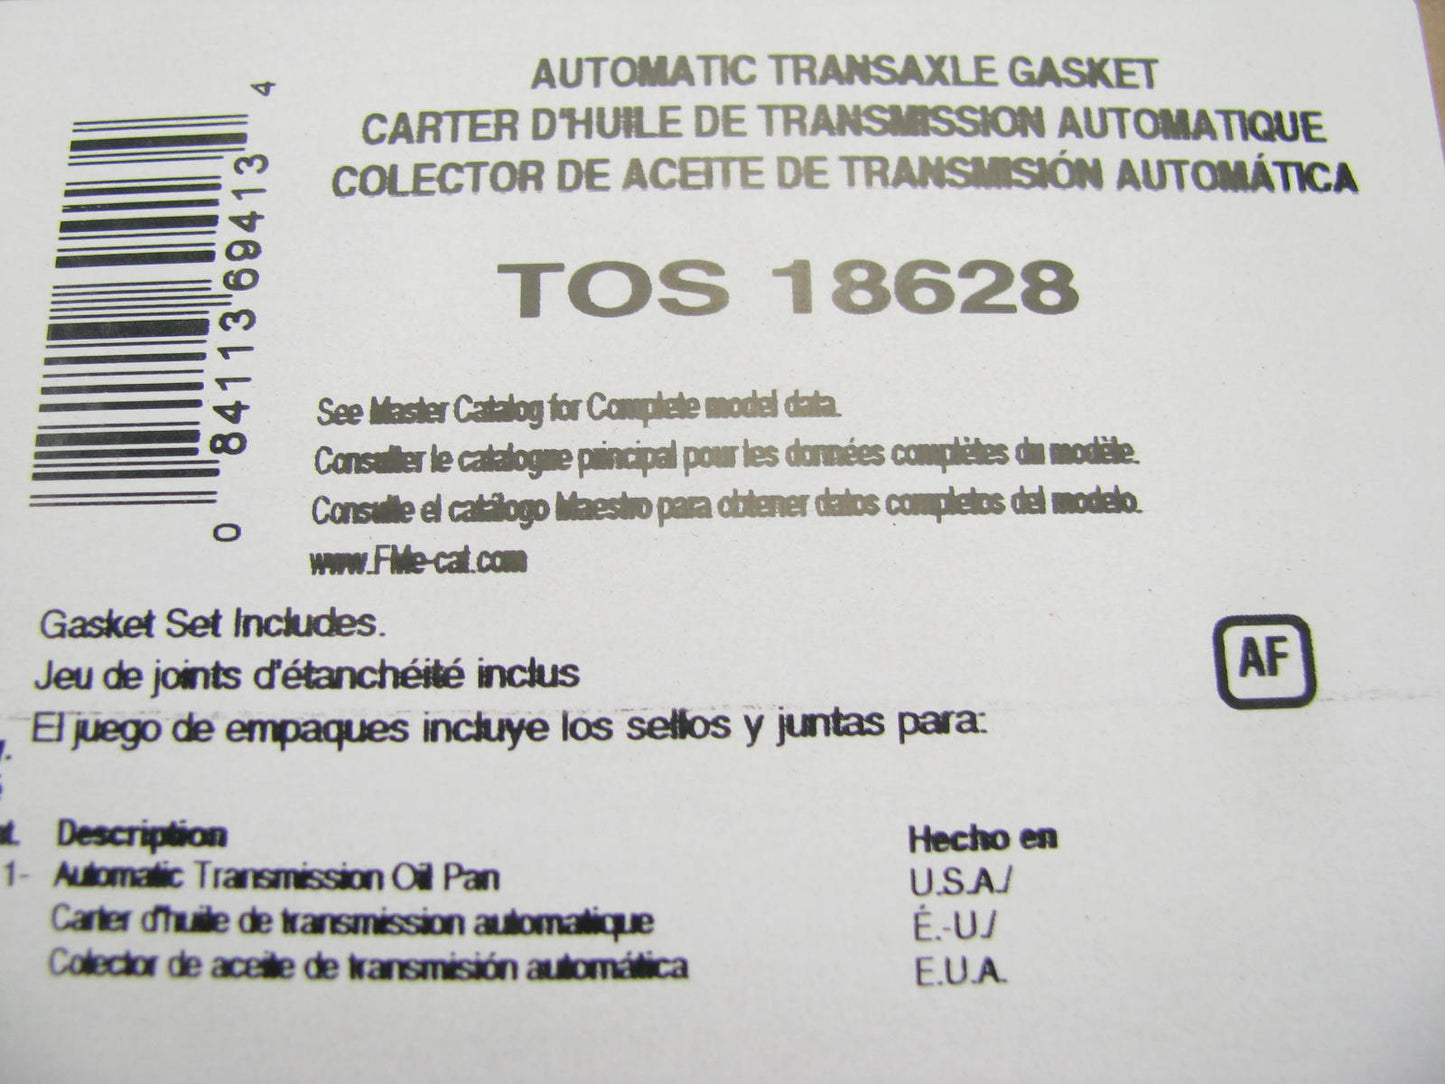 AUTOMATIC TRANSAXLE GASKET
CARTER D'HUILE DE TRANSMISSION AUTOMATIQUE
COLECTOR DE ACEITE DE TRANSMISIÓN AUTOMÁTICA
0 84113 69413 4
TOS 18628
See Master Catalog for Complete model data.
Consulter le catalogue principal pour les données complètes du modèle.
Consulte el catálogo Maestro para obtener datos completos del modelo.
www.FMe-cat.com
Gasket Set Includes.
Jeu de joints d'étanchéité inclus
El juego de empaques incluye los sellos y juntas para:
AF
Description Hecho en
1- Automatic Transmission Oil Pan U.S.A./
Carter d'huile de transmission automatique É.-U./
Colector de aceite de transmisión automática E.U.A.